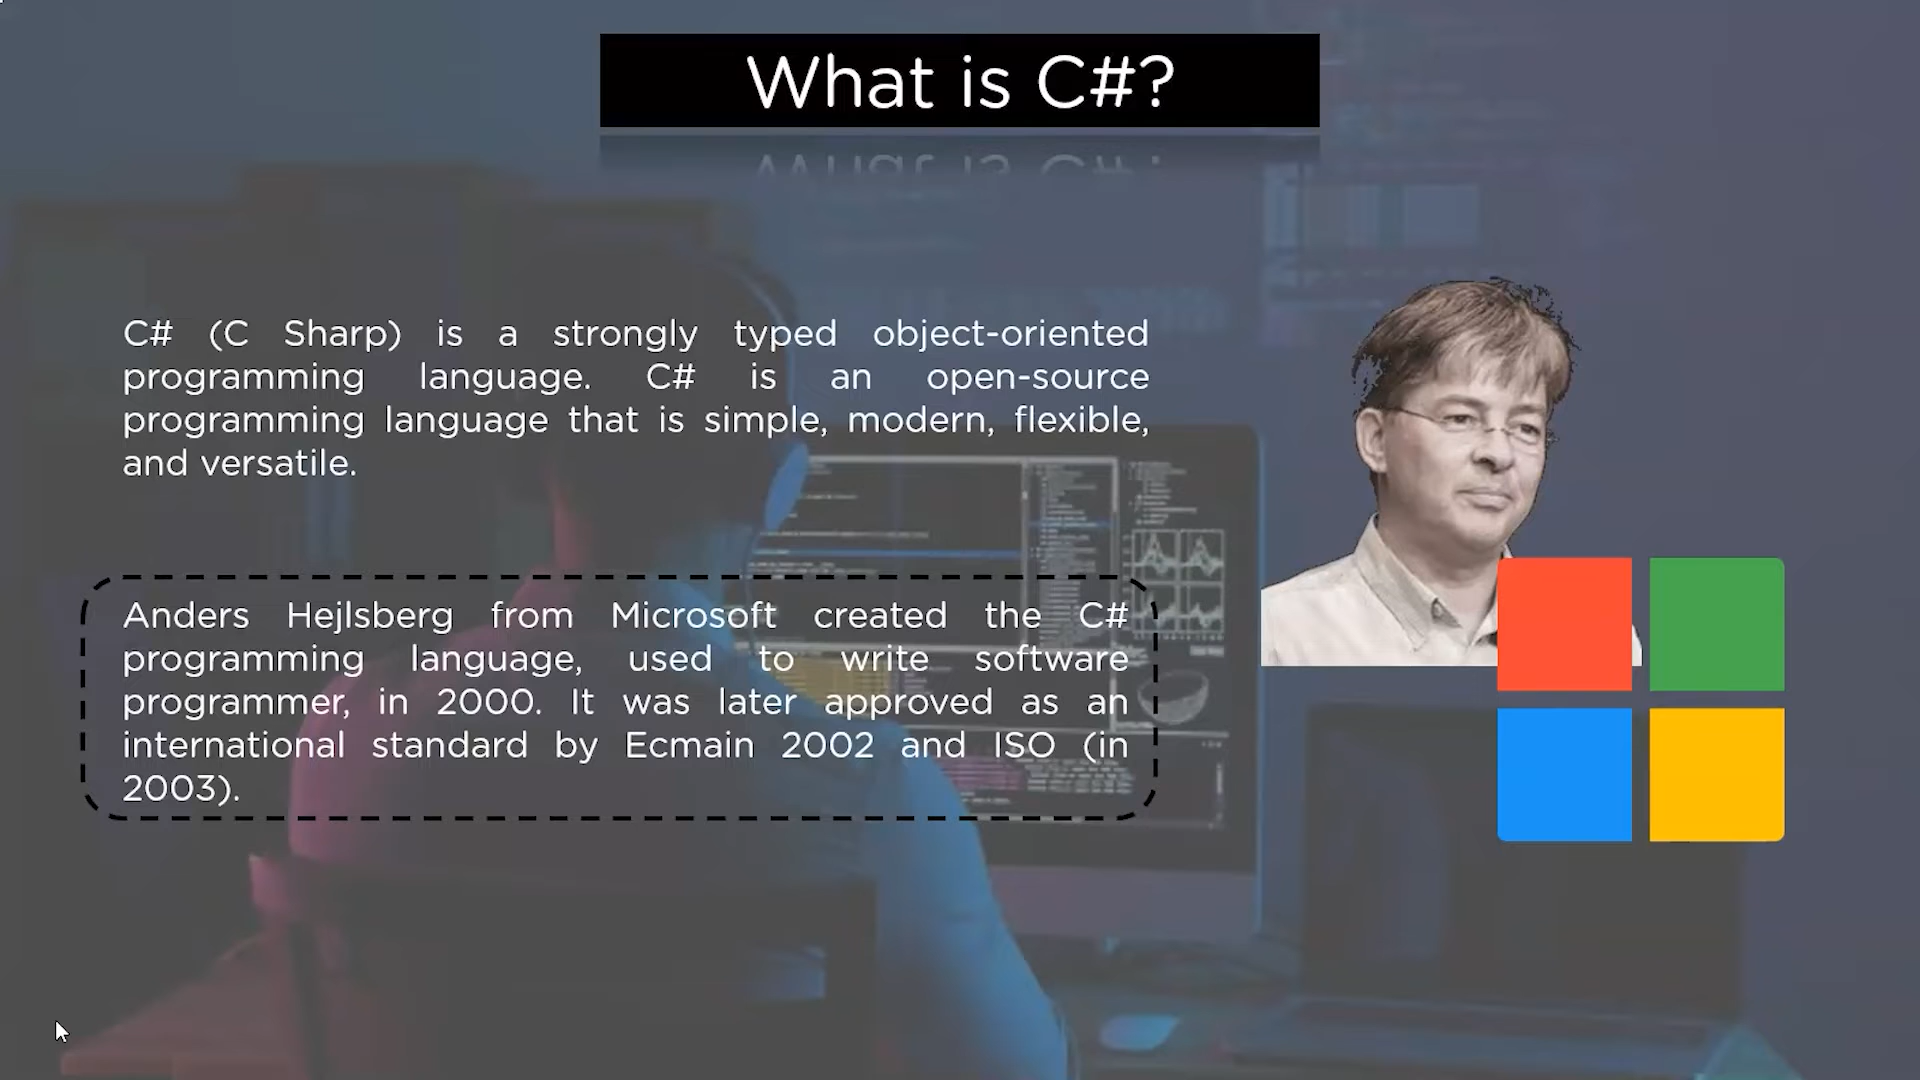 What is C#?
C# (C Sharp) is a strongly typed object-oriented
programming language. C# is an open-source
programming language that is simple, modern, flexible,
and versatile.
Anders Hejlsberg from Microsoft created the C#
programming language, used to write software
programmer, in 2000. It was later approved as an
international standard by Ecmain 2002 and ISO (in
2003).